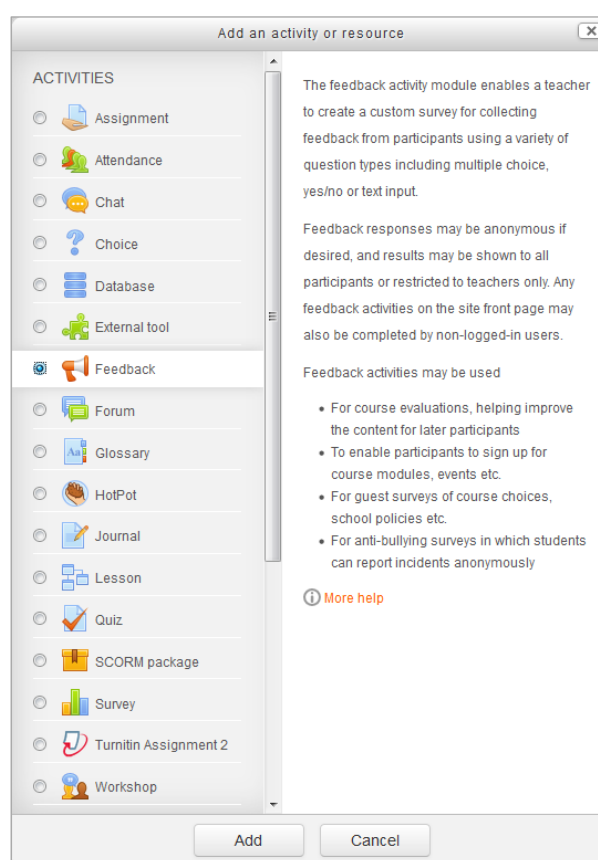 Add an activity or resource
ACTIVITIES
Assignment
Attendance
Chat
Choice
Database
External tool
Feedback
Forum
Glossary
HotPot
Journal
Lesson
Quiz
SCORM package
Survey
Turnitin Assignment 2
Workshop
The feedback activity module enables a teacher
to create a custom survey for collecting
feedback from participants using a variety of
question types including multiple choice,
yes/no or text input.
Feedback responses may be anonymous if
desired, and results may be shown to all
participants or restricted to teachers only. Any
feedback activities on the site front page may
also be completed by non-logged-in users.
Feedback activities may be used
• For course evaluations, helping improve
the content for later participants
• To enable participants to sign up for
course modules, events etc.
• For guest surveys of course choices,
school policies etc.
• For anti-bullying surveys in which students
can report incidents anonymously
More help
Add
Cancel